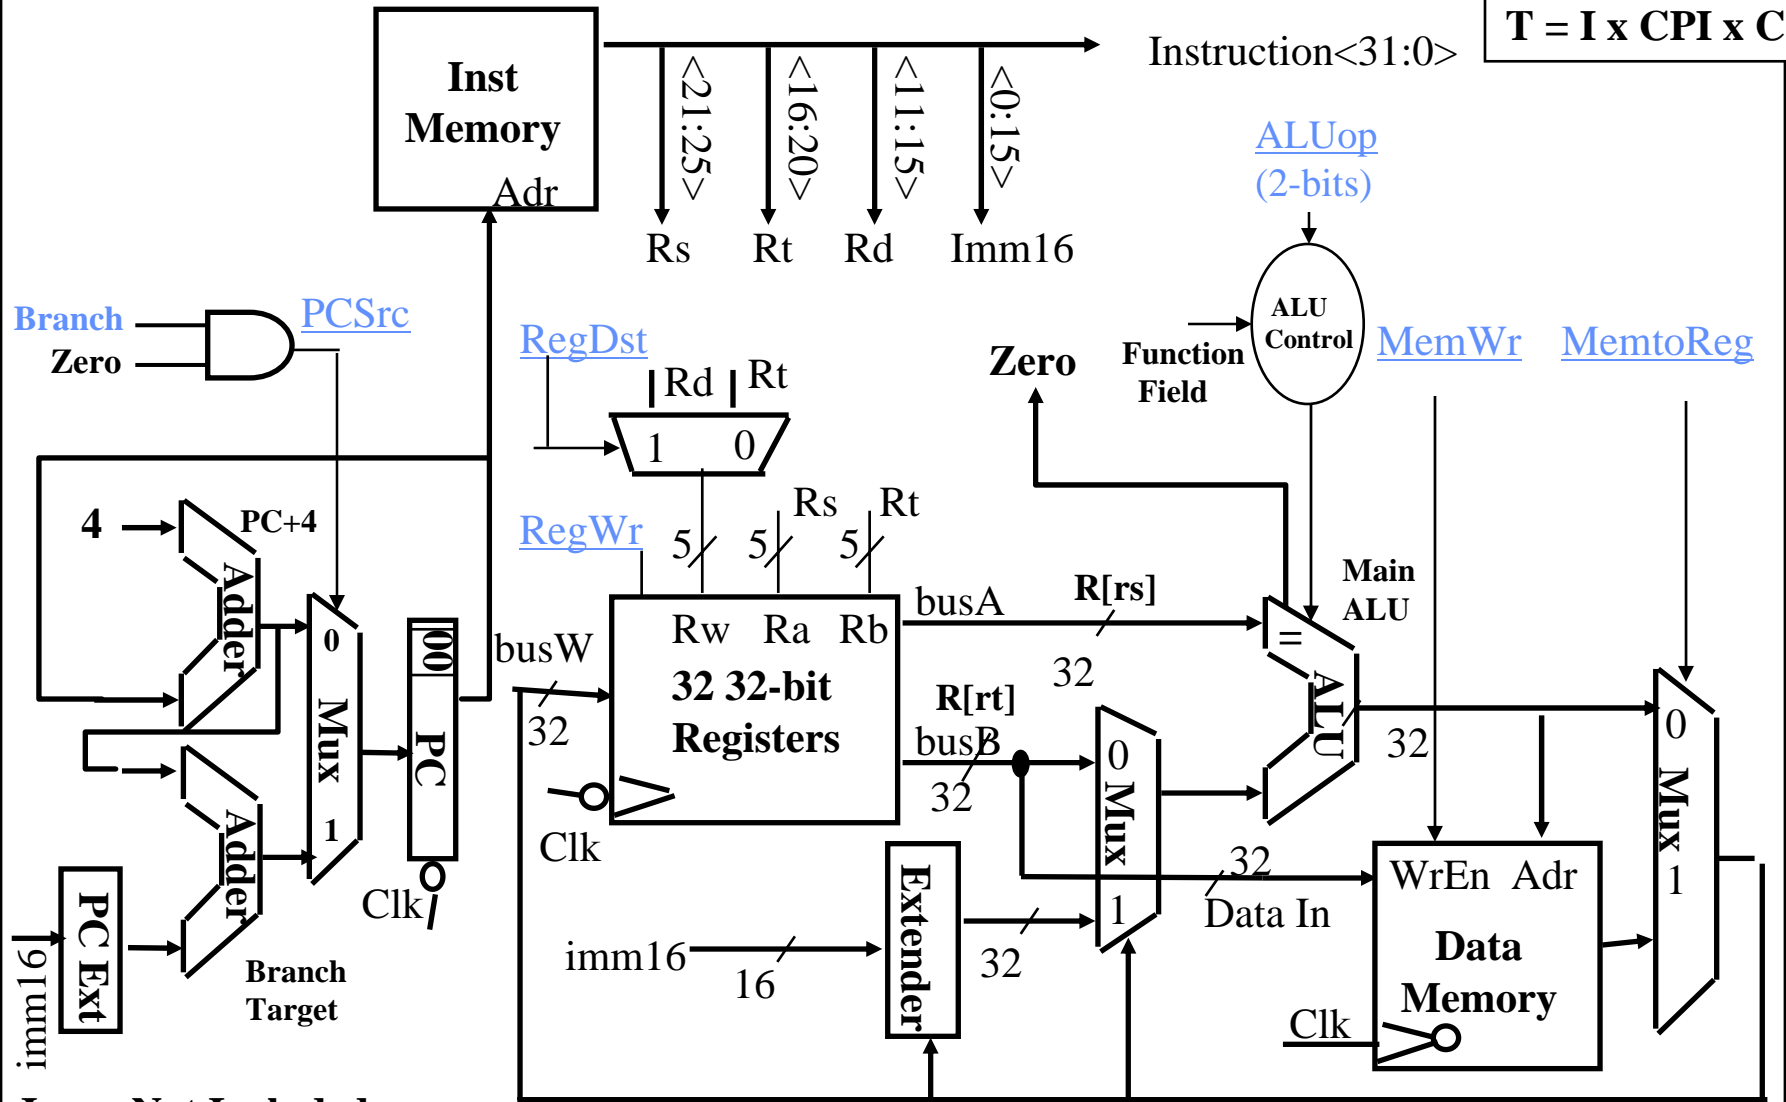 T = I x CPI x C
Instruction<31:0>
Inst
Memory
Adr
<21:25>
<16:20>
<11:15>
<0:15>
Rs
Rt
Rd
Imm16
ALUop
(2-bits)
ALU
Control
Function
Field
Branch
Zero
PCSrc
RegDst
Rd
Rt
1
0
Zero
MemWr
MemtoReg
4
PC+4
Adder
0
Mux
1
00
PC
Clk
Adder
PC Ext
imm16
Branch
Target
RegWr
5
5
5
Rs
Rt
busW
32
Rw
Ra
Rb
32 32-bit
Registers
Clk
busA
R[rs]
32
R[rt]
busB
32
0
Mux
1
Extender
imm16
16
32
=
ALU
Main
ALU
32
32
Data In
WrEn
Adr
Data
Memory
Clk
0
Mux
1